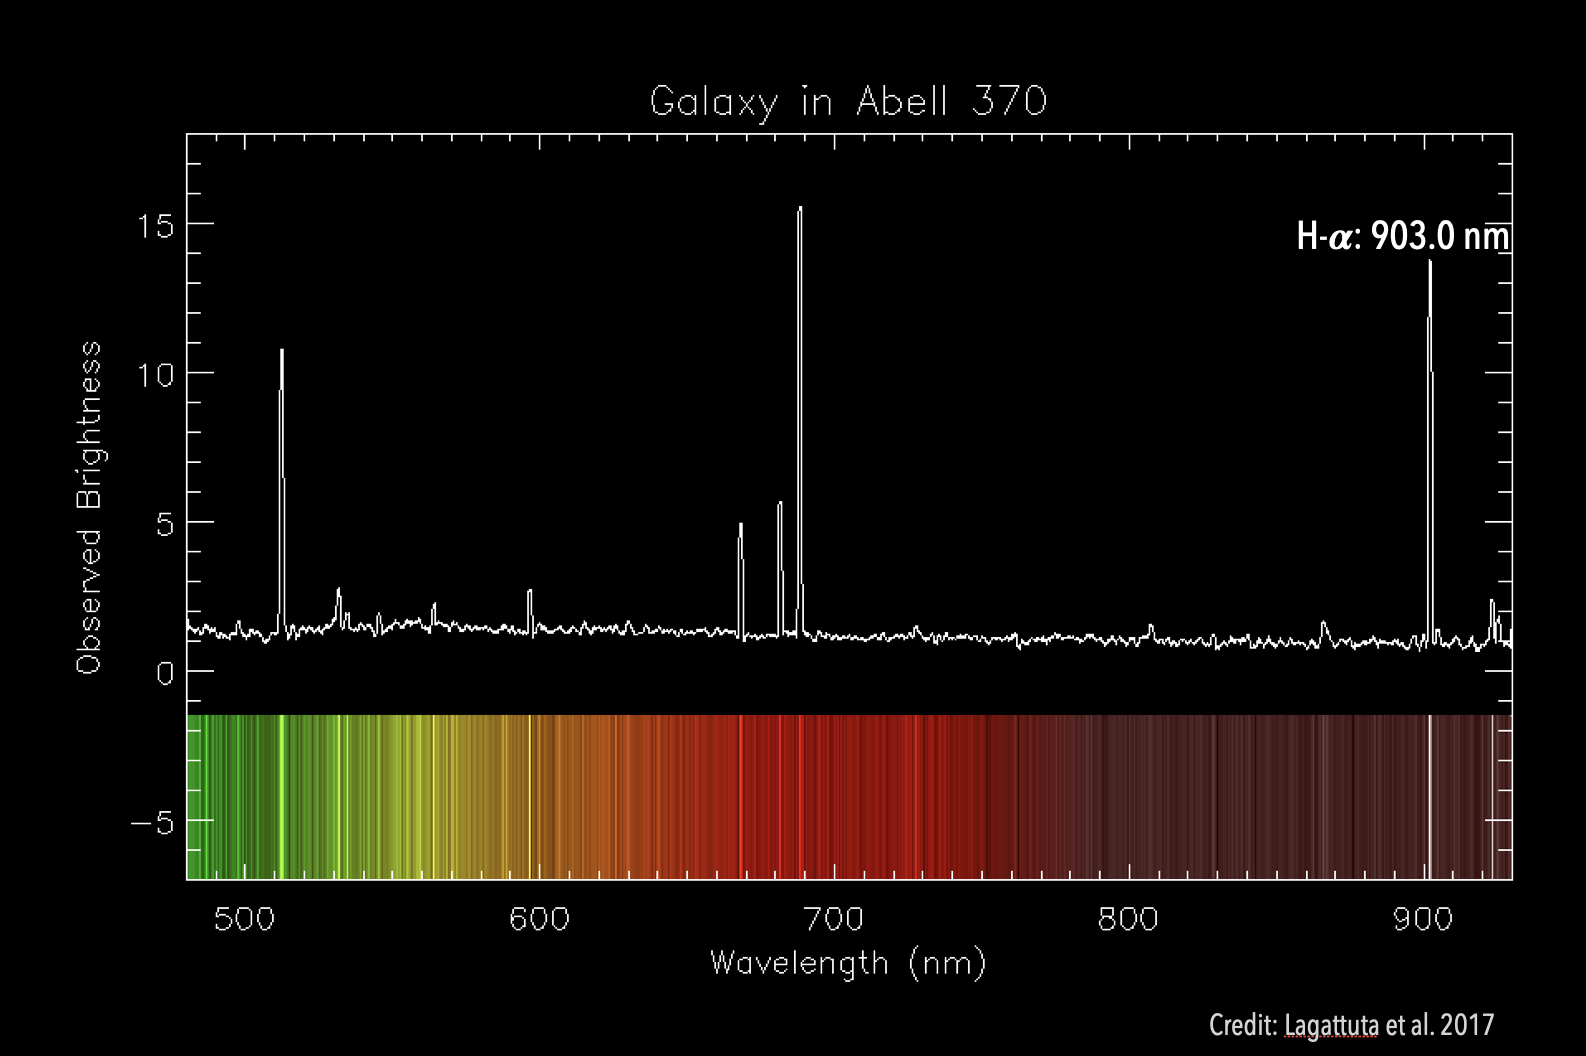 Galaxy in Abell 370
H-α: 903.0 nm
15
10
5
0
−5
Observed Brightness
500 600 700 800 900
Wavelength (nm)
Credit: Lagattuta et al. 2017